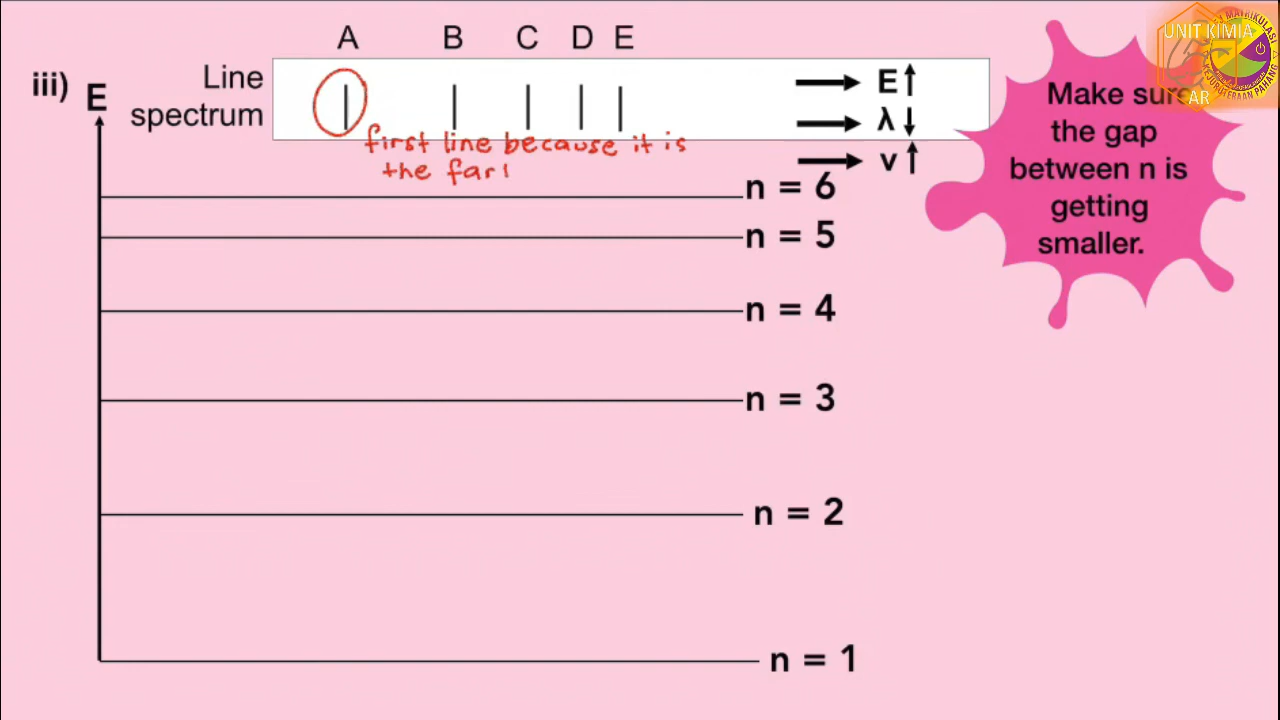 A B C D E
iii) E
Line
spectrum
E
λ
v
first line because it is
the far
n = 6
n = 5
n = 4
n = 3
n = 2
n = 1
Make sure
the gap
between n is
getting
smaller.
UNIT KIMIA
AR